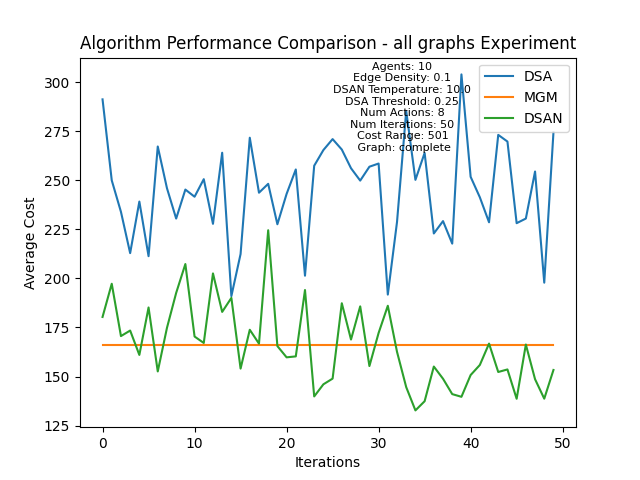 Algorithm Performance Comparison - all graphs Experiment
Agents: 10
Edge Density: 0.1
DSAN Temperature: 10.0
DSA Threshold: 0.25
Num Actions: 8
Num Iterations: 50
Cost Range: 501
Graph: complete
DSA
MGM
DSAN
Average Cost
300
275
250
225
200
175
150
125
0
10
20
30
40
50
Iterations